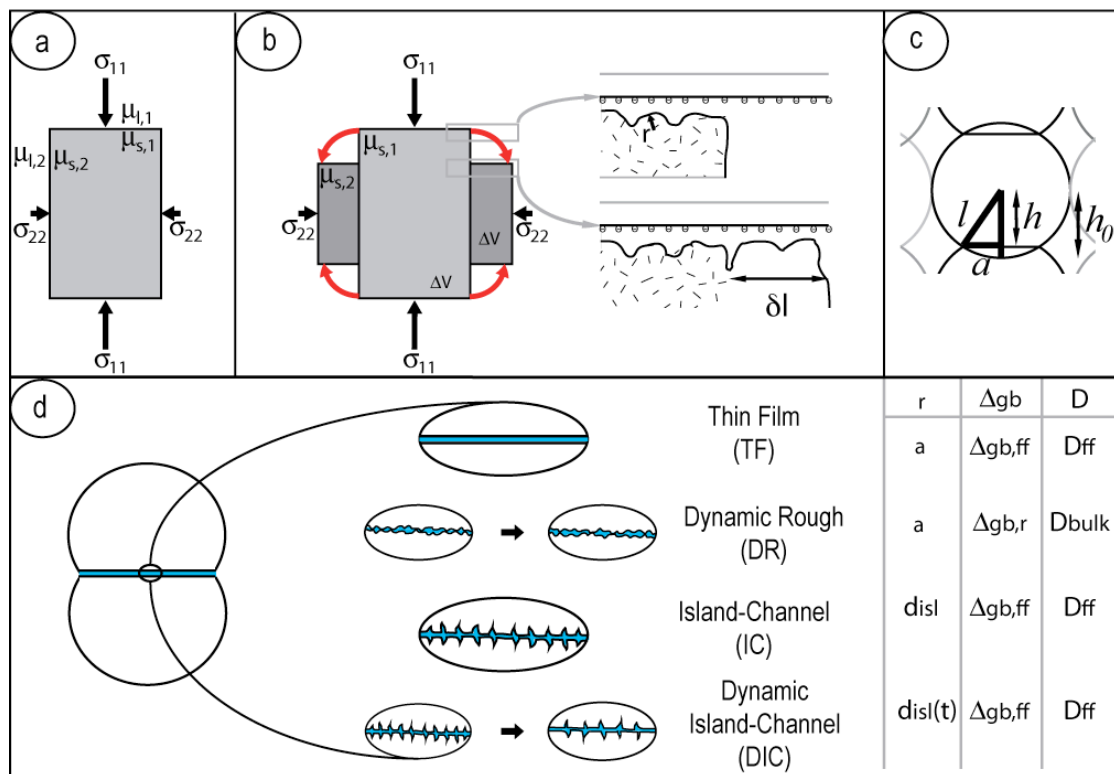 a
σ11
μl,1
μs,1
μl,2
μs,2
σ22
σ22
σ11
b
σ11
μs,1
μs,2
σ22
σ22
ΔV
ΔV
σ11
r
δl
c
l
h
h0
a
d
Thin Film
(TF)
Dynamic Rough
(DR)
Island-Channel
(IC)
Dynamic
Island-Channel
(DIC)
r Δgb D
a Δgb,ff Dff
a Δgb,r Dbulk
disl Δgb,ff Dff
disl(t) Δgb,ff Dff